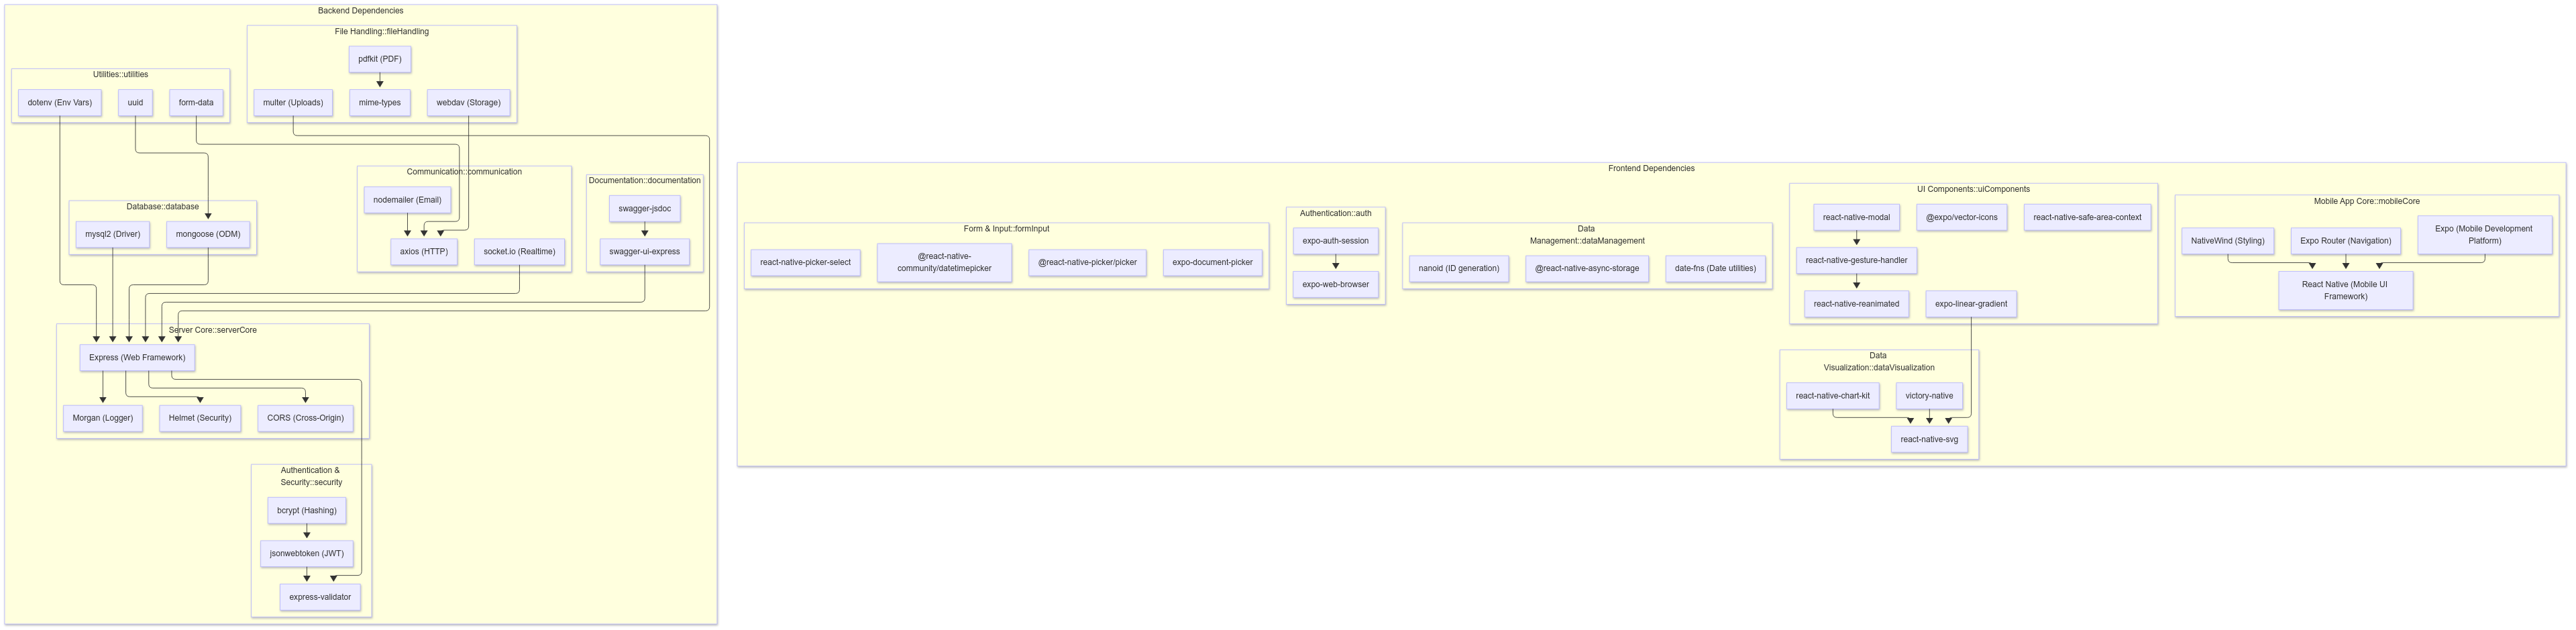 Backend Dependencies
File Handling::fileHandling
pdfkit (PDF)
multer (Uploads)
mime-types
webdav (Storage)
Utilities::utilities
dotenv (Env Vars)
uuid
form-data
Communication::communication
nodemailer (Email)
axios (HTTP)
socket.io (Realtime)
Documentation::documentation
swagger-jsdoc
swagger-ui-express
Database::database
mysql2 (Driver)
mongoose (ODM)
Server Core::serverCore
Express (Web Framework)
Morgan (Logger)
Helmet (Security)
CORS (Cross-Origin)
Authentication &
Security::security
bcrypt (Hashing)
jsonwebtoken (JWT)
express-validator
Frontend Dependencies
Form & Input::formInput
react-native-picker-select
@react-native-
community/datetimepicker
@react-native-picker/picker
expo-document-picker
Authentication::auth
expo-auth-session
expo-web-browser
Data
Management::dataManagement
nanoid (ID generation)
@react-native-async-storage
date-fns (Date utilities)
UI Components::uiComponents
react-native-modal
@expo/vector-icons
react-native-safe-area-context
react-native-gesture-handler
react-native-reanimated
expo-linear-gradient
Data
Visualization::dataVisualization
react-native-chart-kit
victory-native
react-native-svg
Mobile App Core::mobileCore
NativeWind (Styling)
Expo Router (Navigation)
Expo (Mobile Development
Platform)
React Native (Mobile UI
Framework)